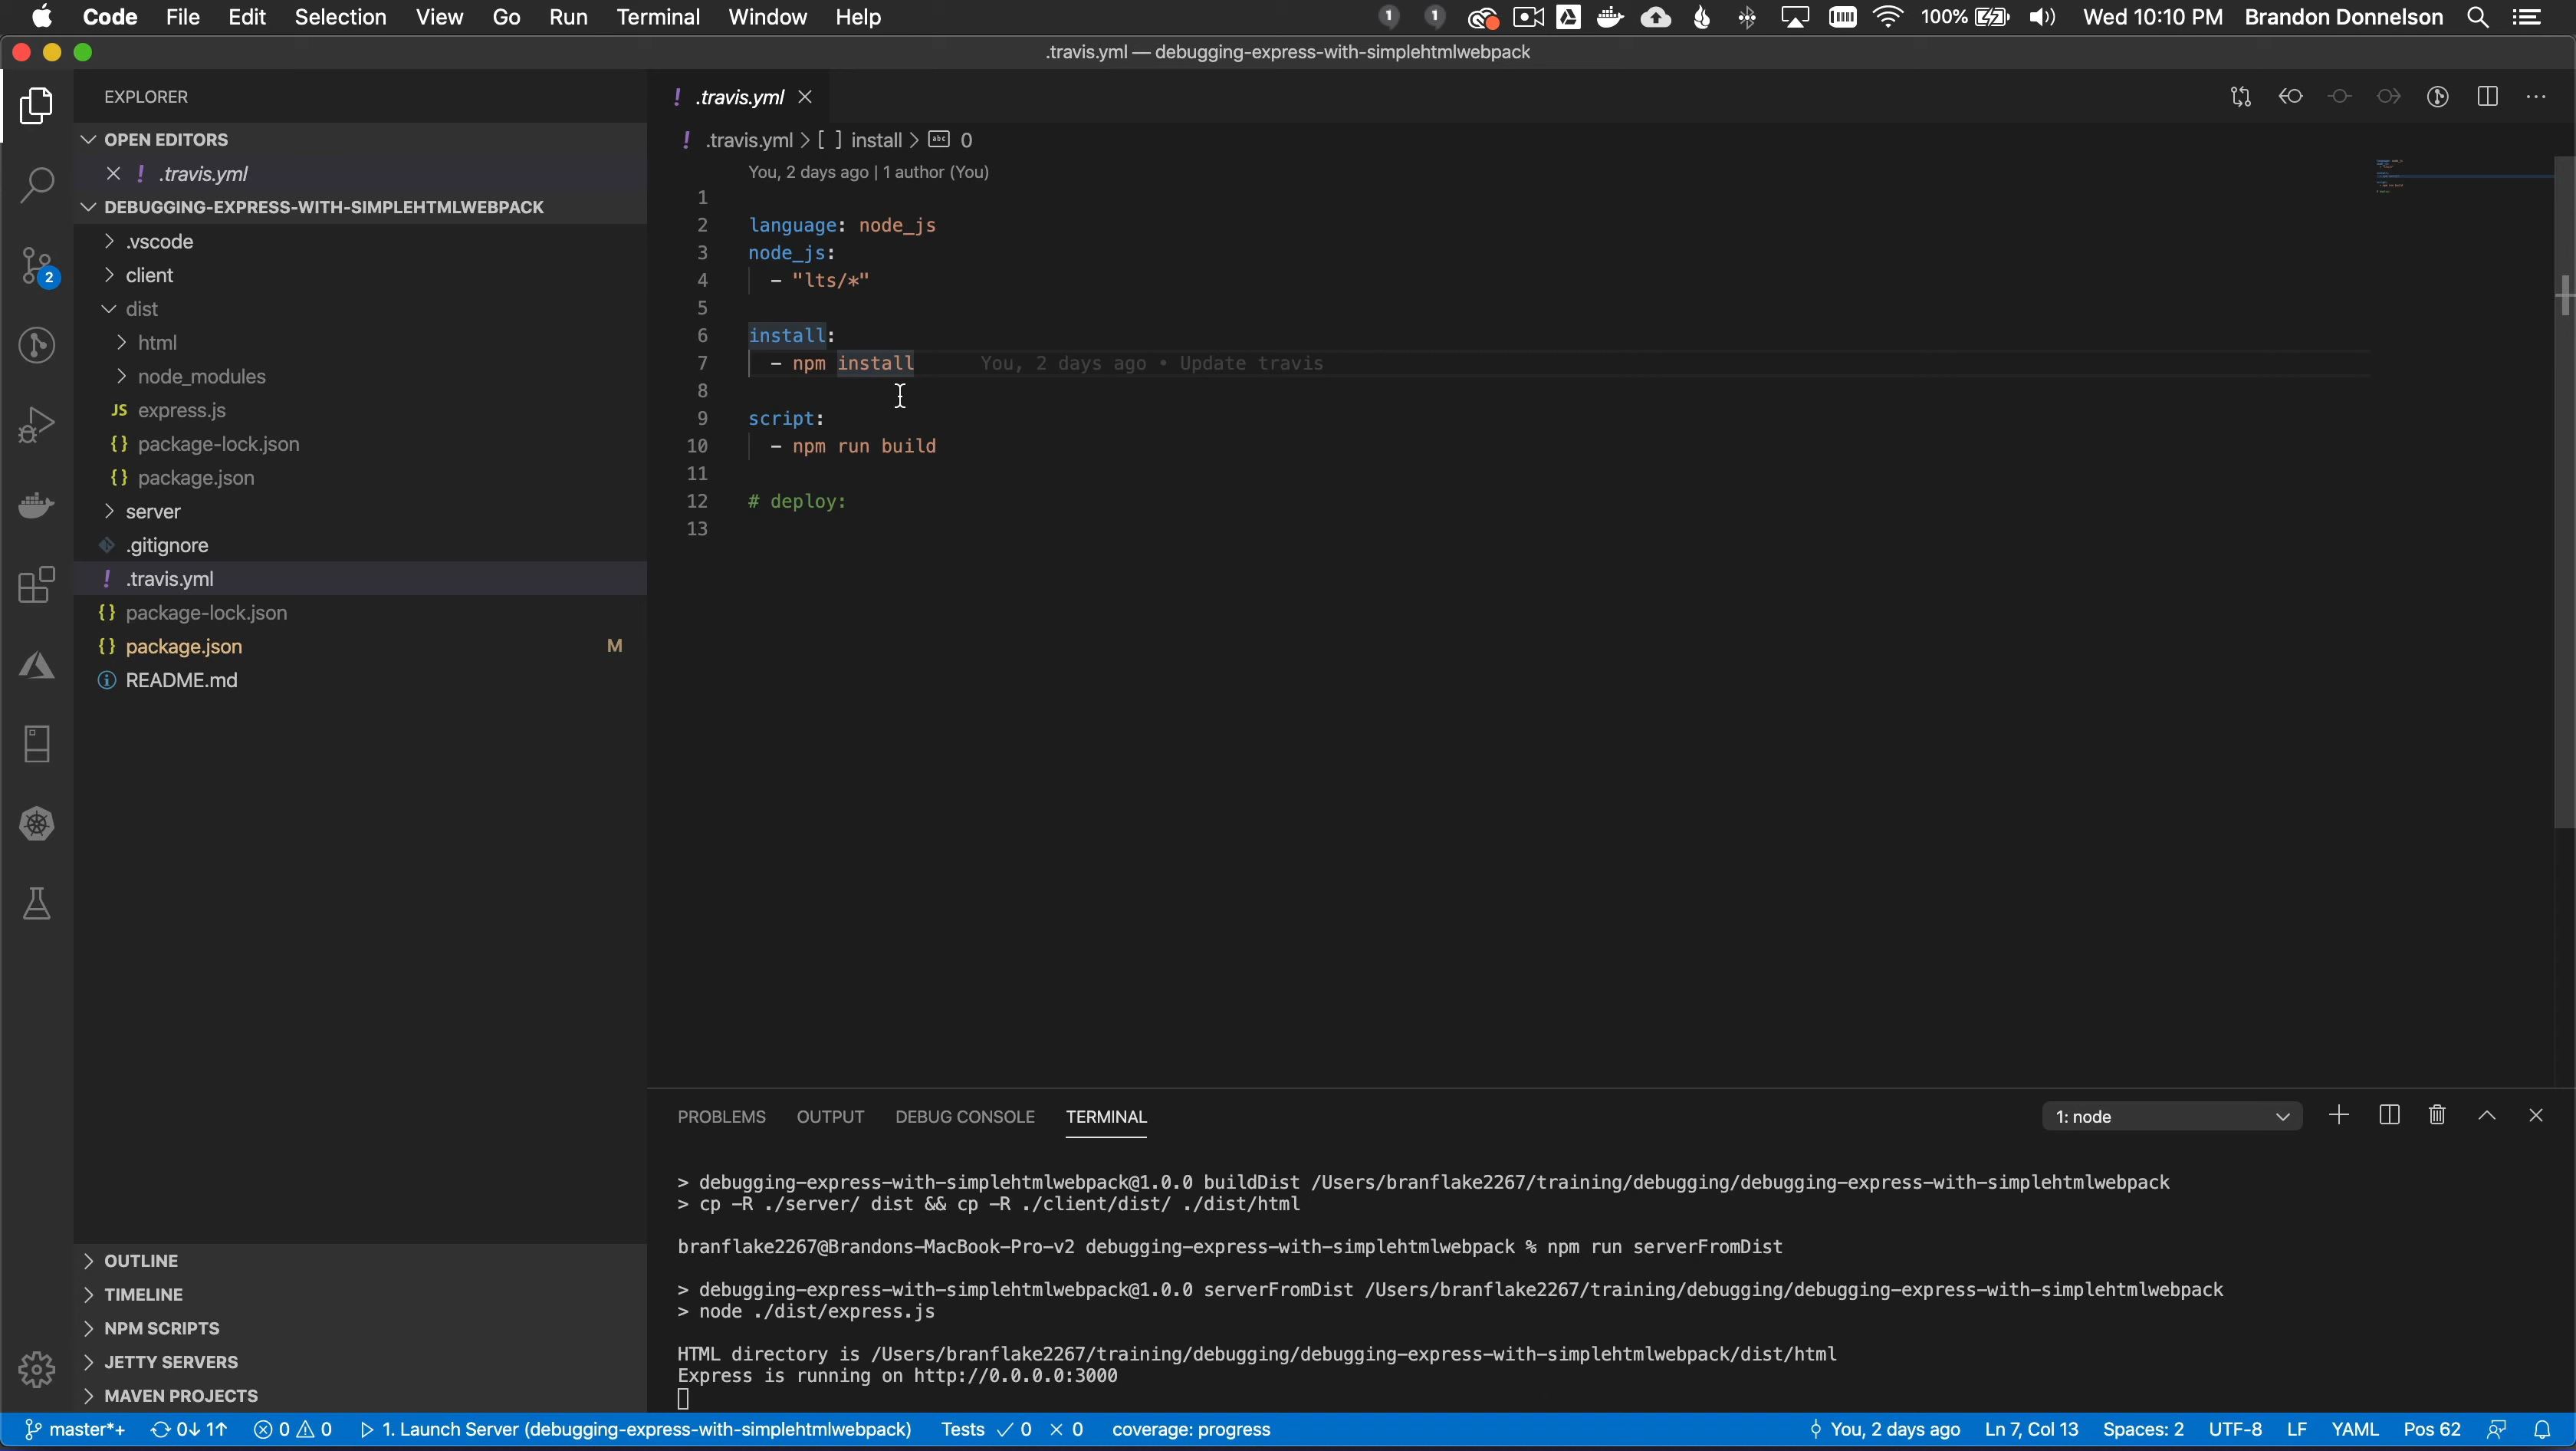 Code File Edit Selection View Go Run Terminal Window Help 1 1 100% Wed 10:10 PM Brandon Donnelson
.travis.yml — debugging-express-with-simplehtmlwebpack
EXPLORER
OPEN EDITORS
! .travis.yml
DEBUGGING-EXPRESS-WITH-SIMPLEHTMLWEBPACK
.vscode
client
dist
html
node_modules
JS express.js
{} package-lock.json
{} package.json
server
.gitignore
! .travis.yml
{} package-lock.json
{} package.json M
README.md
2
OUTLINE
TIMELINE
NPM SCRIPTS
JETTY SERVERS
MAVEN PROJECTS
! .travis.yml
! .travis.yml > [ ] install > abc 0
You, 2 days ago | 1 author (You)
1
2 language: node_js
3 node_js:
4 - "lts/*"
5
6 install:
7 - npm install You, 2 days ago • Update travis
8
9 script:
10 - npm run build
11
12 # deploy:
13
PROBLEMS OUTPUT DEBUG CONSOLE TERMINAL 1: node
> debugging-express-with-simplehtmlwebpack@1.0.0 buildDist /Users/branflake2267/training/debugging/debugging-express-with-simplehtmlwebpack
> cp -R ./server/ dist && cp -R ./client/dist/ ./dist/html
branflake2267@Brandons-MacBook-Pro-v2 debugging-express-with-simplehtmlwebpack % npm run serverFromDist
> debugging-express-with-simplehtmlwebpack@1.0.0 serverFromDist /Users/branflake2267/training/debugging/debugging-express-with-simplehtmlwebpack
> node ./dist/express.js
HTML directory is /Users/branflake2267/training/debugging/debugging-express-with-simplehtmlwebpack/dist/html
Express is running on http://0.0.0.0:3000
master*+ 0↓ 1↑ 0 0 1. Launch Server (debugging-express-with-simplehtmlwebpack) Tests ✓ 0 × 0 coverage: progress You, 2 days ago Ln 7, Col 13 Spaces: 2 UTF-8 LF YAML Pos 62